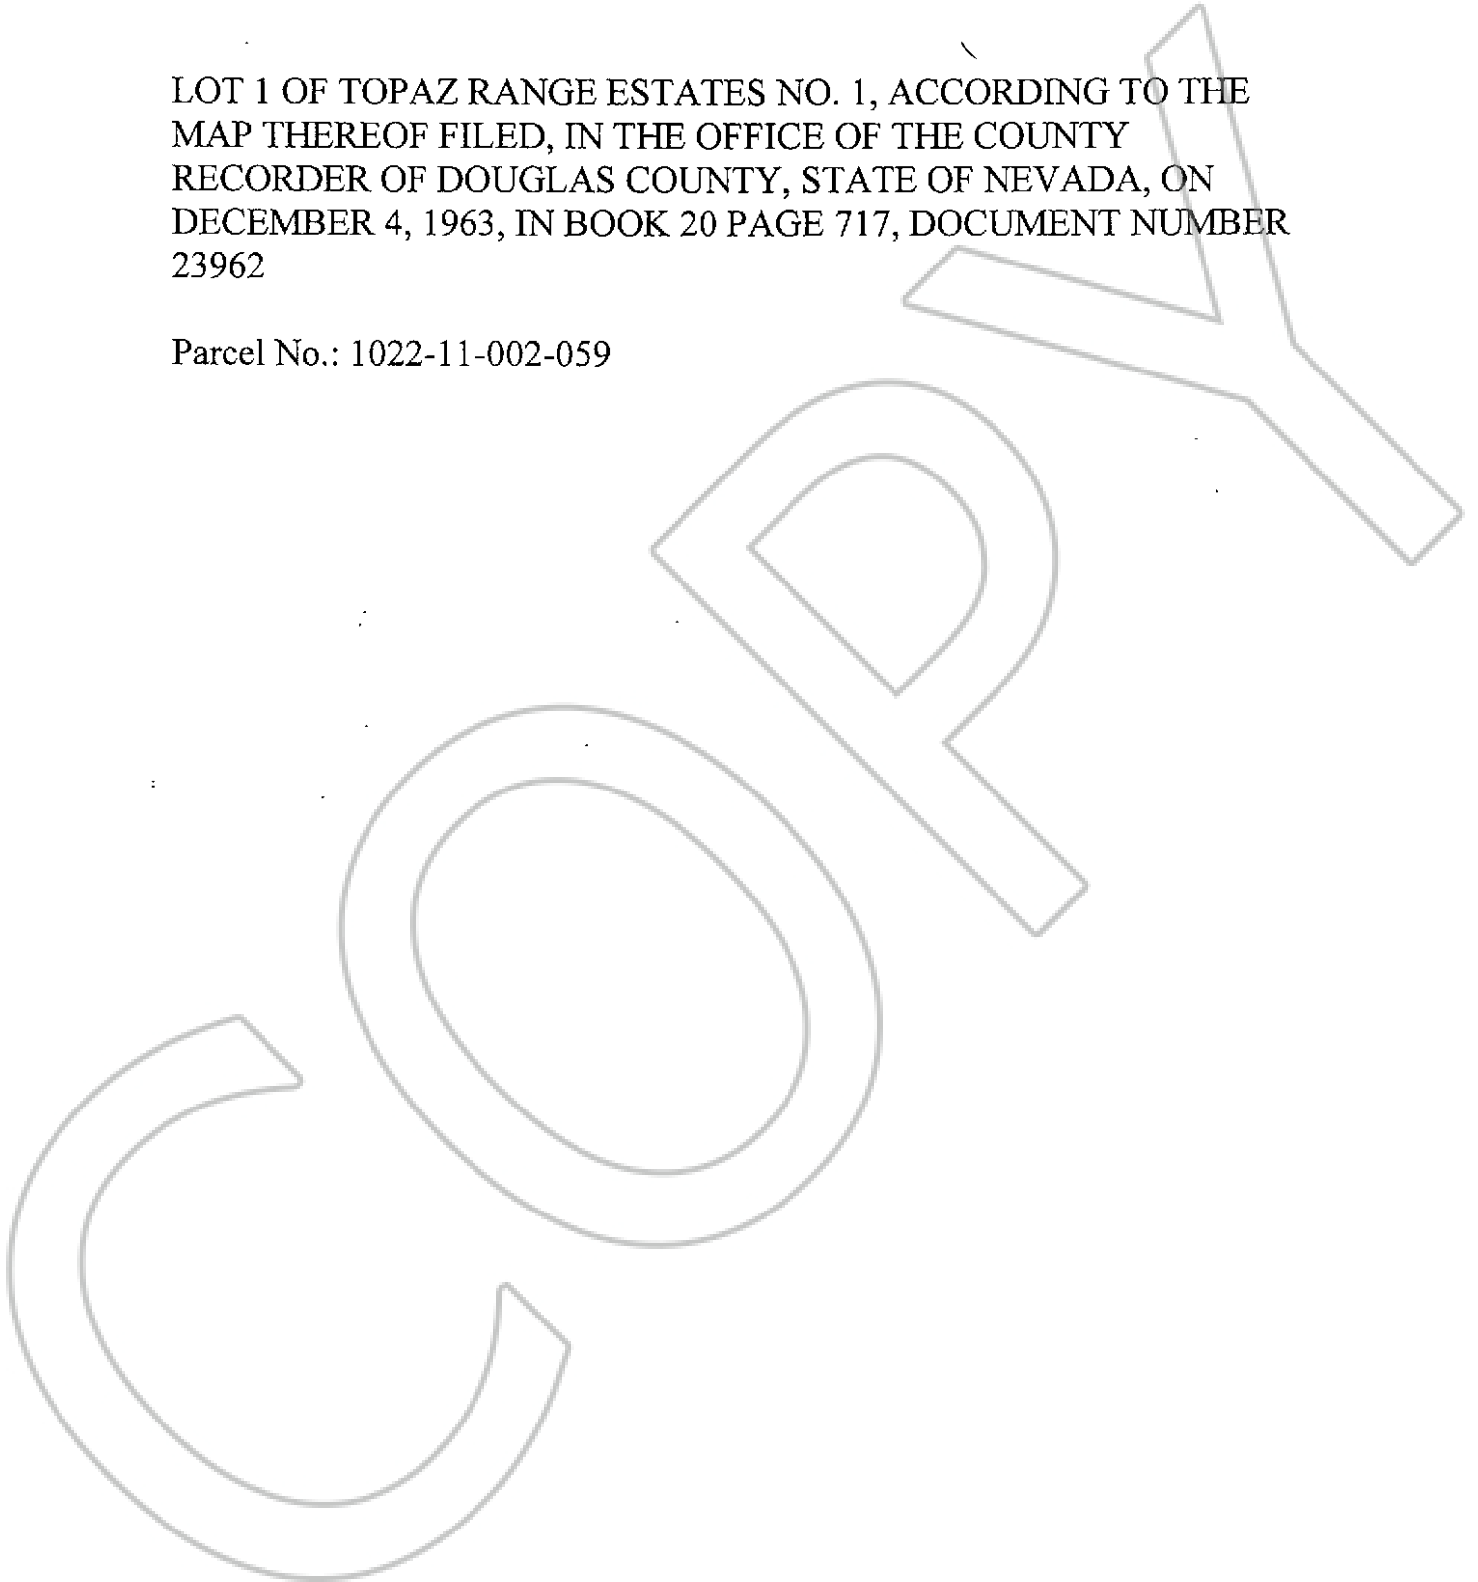 LOT 1 OF TOPAZ RANGE ESTATES NO. 1, ACCORDING TO THE
MAP THEREOF FILED, IN THE OFFICE OF THE COUNTY
RECORDER OF DOUGLAS COUNTY, STATE OF NEVADA, ON
DECEMBER 4, 1963, IN BOOK 20 PAGE 717, DOCUMENT NUMBER
23962
Parcel No.: 1022-11-002-059
COPY